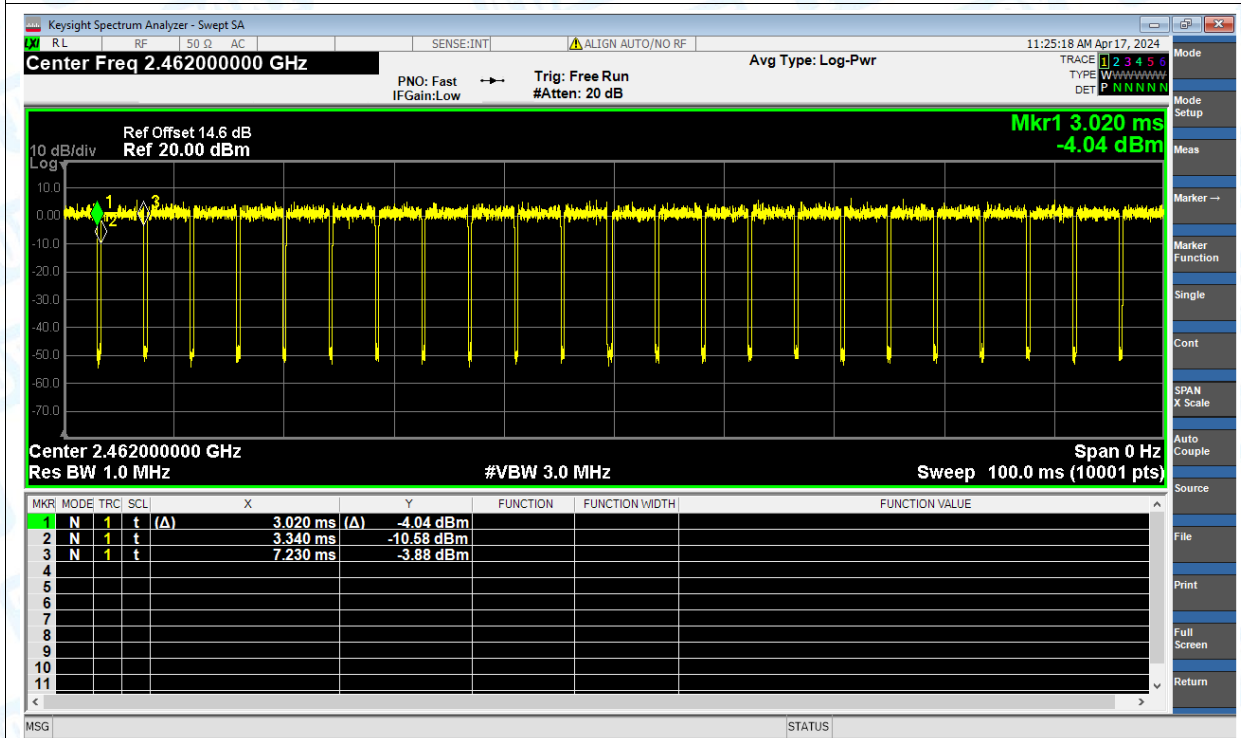 Keysight Spectrum Analyzer - Swept SA
LXI RL RF 50 Ω AC SENSE:INT ALIGN AUTO/NO RF 11:25:18 AM Apr 17, 2024
Center Freq 2.462000000 GHz
PNO: Fast
IFGain:Low
Trig: Free Run
#Atten: 20 dB
Avg Type: Log-Pwr
TRACE 1 2 3 4 5 6
TYPE WWWWWW
DET P N N N N N
Ref Offset 14.6 dB
10 dB/div Ref 20.00 dBm
Log
Mkr1 3.020 ms
-4.04 dBm
10.0
0.00
-10.0
-20.0
-30.0
-40.0
-50.0
-60.0
-70.0
1
2
3
Center 2.462000000 GHz Span 0 Hz
Res BW 1.0 MHz #VBW 3.0 MHz Sweep 100.0 ms (10001 pts)
MKR MODE TRC SCL X Y FUNCTION FUNCTION WIDTH FUNCTION VALUE
1 N 1 t (Δ) 3.020 ms (Δ) -4.04 dBm
2 N 1 t 3.340 ms -10.58 dBm
3 N 1 t 7.230 ms -3.88 dBm
4
5
6
7
8
9
10
11
MSG STATUS
Mode
Mode
Setup
Meas
Marker →
Marker
Function
Single
Cont
SPAN
X Scale
Auto
Couple
Source
File
Print
Full
Screen
Return